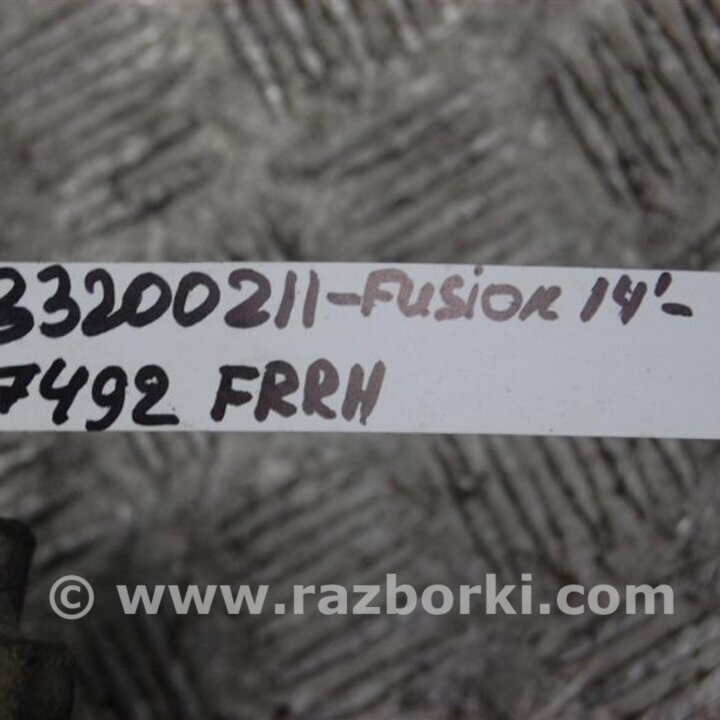 33200211-Fusion 14'-
7492 FRRH
© www.razborki.com